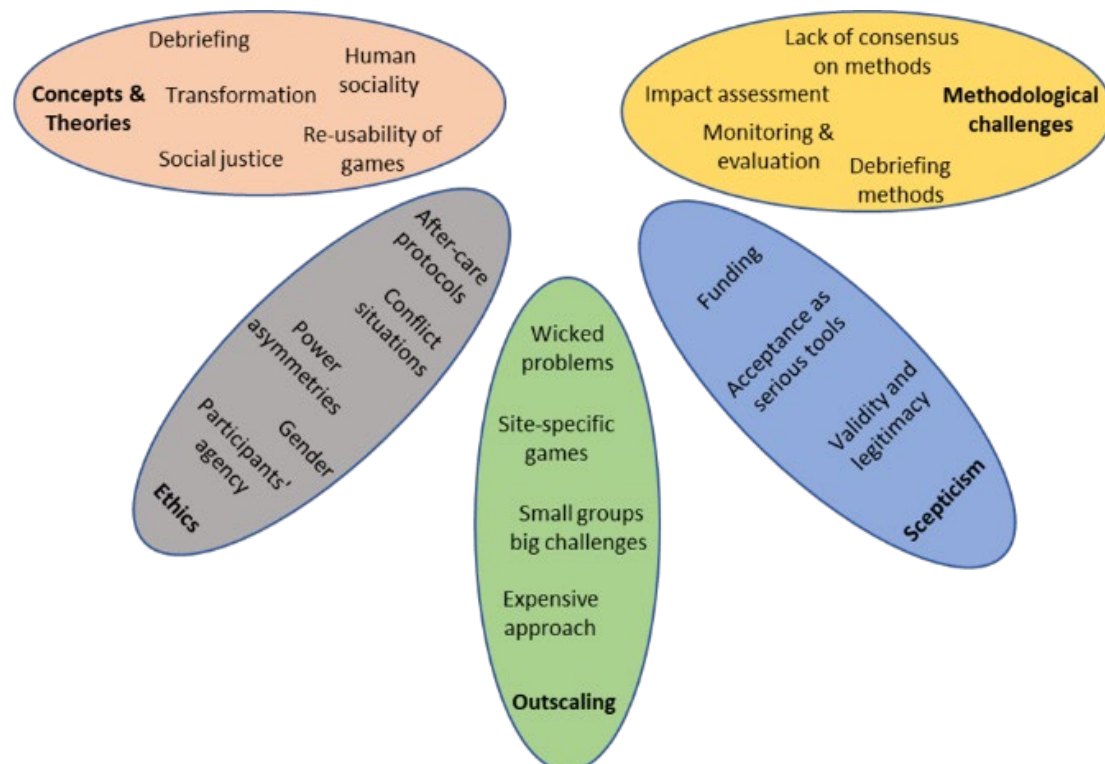 Debriefing
Human
sociality
Concepts &
Theories
Transformation
Re-usability of
games
Social justice
Lack of consensus
on methods
Impact assessment
Methodological
challenges
Monitoring &
evaluation
Debriefing
methods
After-care
protocols
Conflict
situations
Power
asymmetries
Gender
Participants'
agency
Ethics
Wicked
problems
Site-specific
games
Small groups
big challenges
Expensive
approach
Outscaling
Funding
Acceptance as
serious tools
Validity and
legitimacy
Scepticism